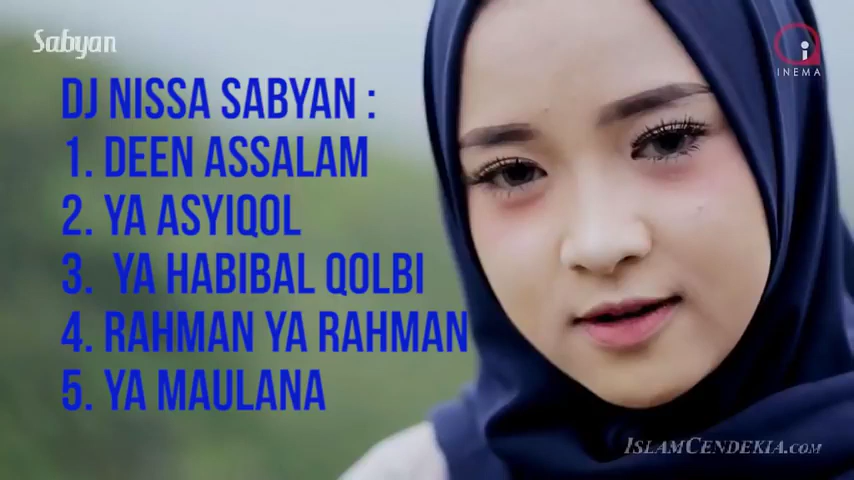 Sabyan
INEMA
DJ NISSA SABYAN :
1. DEEN ASSALAM
2. YA ASYIQOL
3. YA HABIBAL QOLBI
4. RAHMAN YA RAHMAN
5. YA MAULANA
ISLAMCENDEKIA.COM